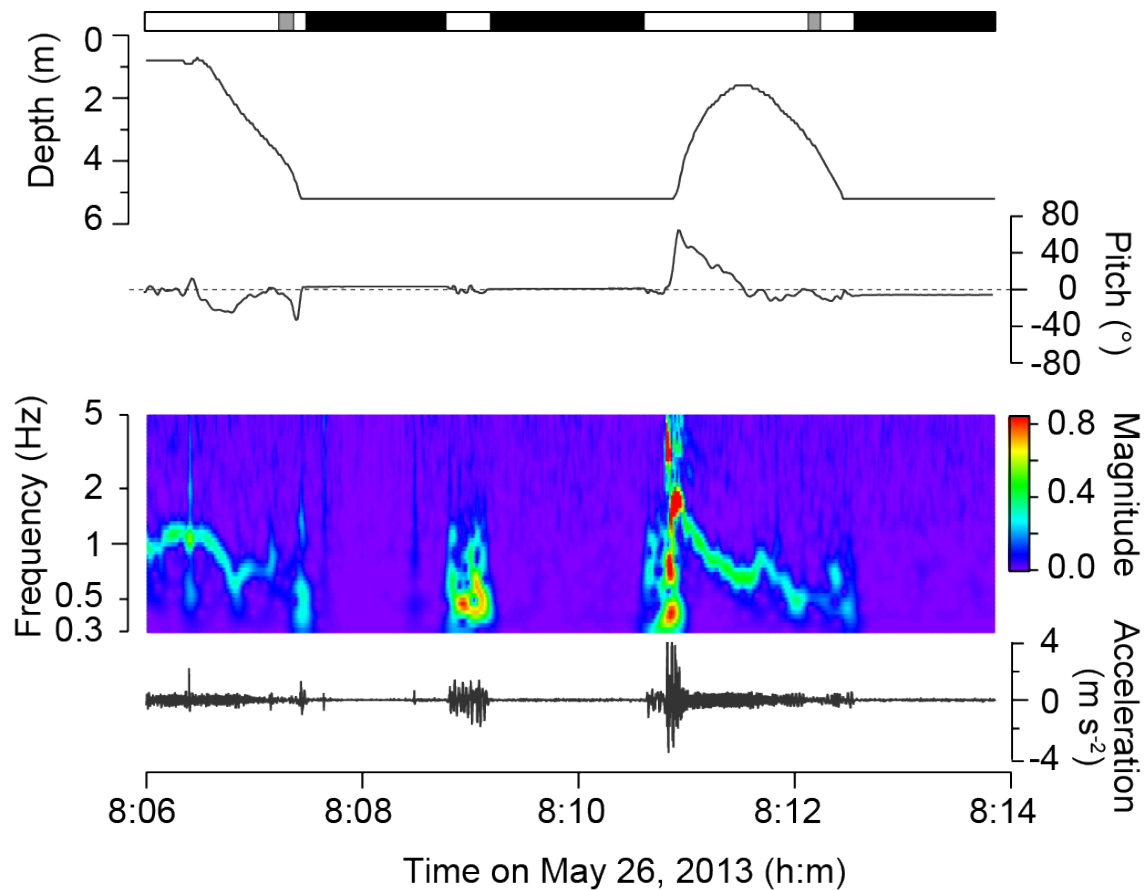 Depth (m)
0
2
4
6
80
40
0
-40
-80
Pitch (°)
Frequency (Hz)
5
2
1
0.5
0.3
0.8
0.4
0.0
Magnitude
4
0
-4
Acceleration
(m s-2)
8:06 8:08 8:10 8:12 8:14
Time on May 26, 2013 (h:m)